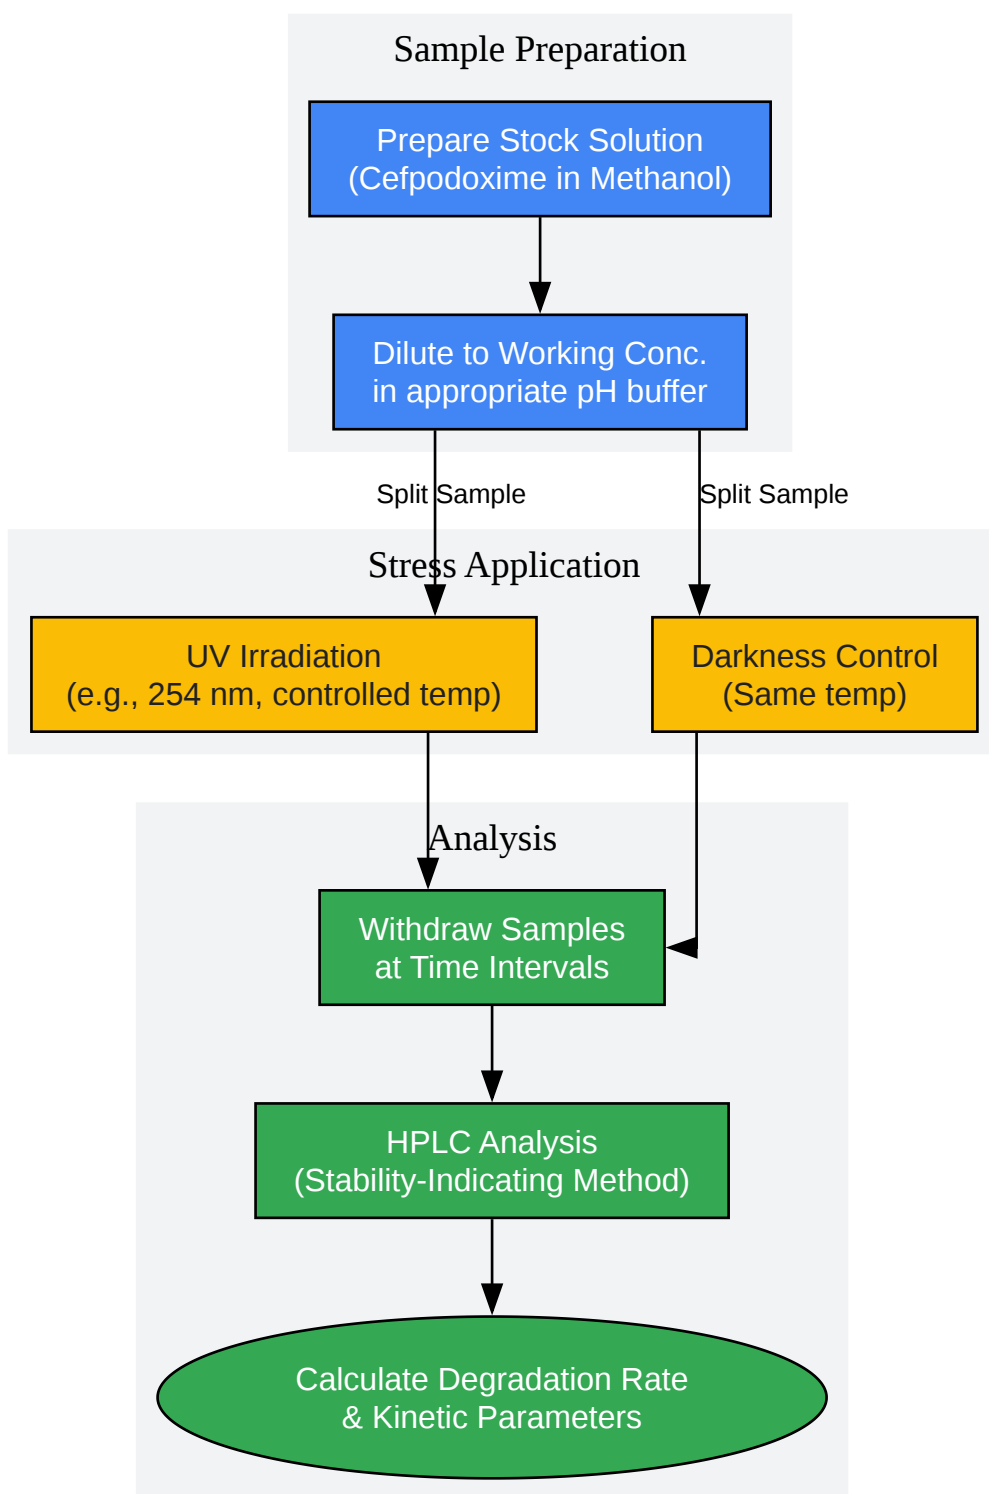 Sample Preparation
Prepare Stock Solution
(Cefpodoxime in Methanol)
Dilute to Working Conc.
in appropriate pH buffer
Split Sample
Split Sample
Stress Application
UV Irradiation
(e.g., 254 nm, controlled temp)
Darkness Control
(Same temp)
Analysis
Withdraw Samples
at Time Intervals
HPLC Analysis
(Stability-Indicating Method)
Calculate Degradation Rate
& Kinetic Parameters